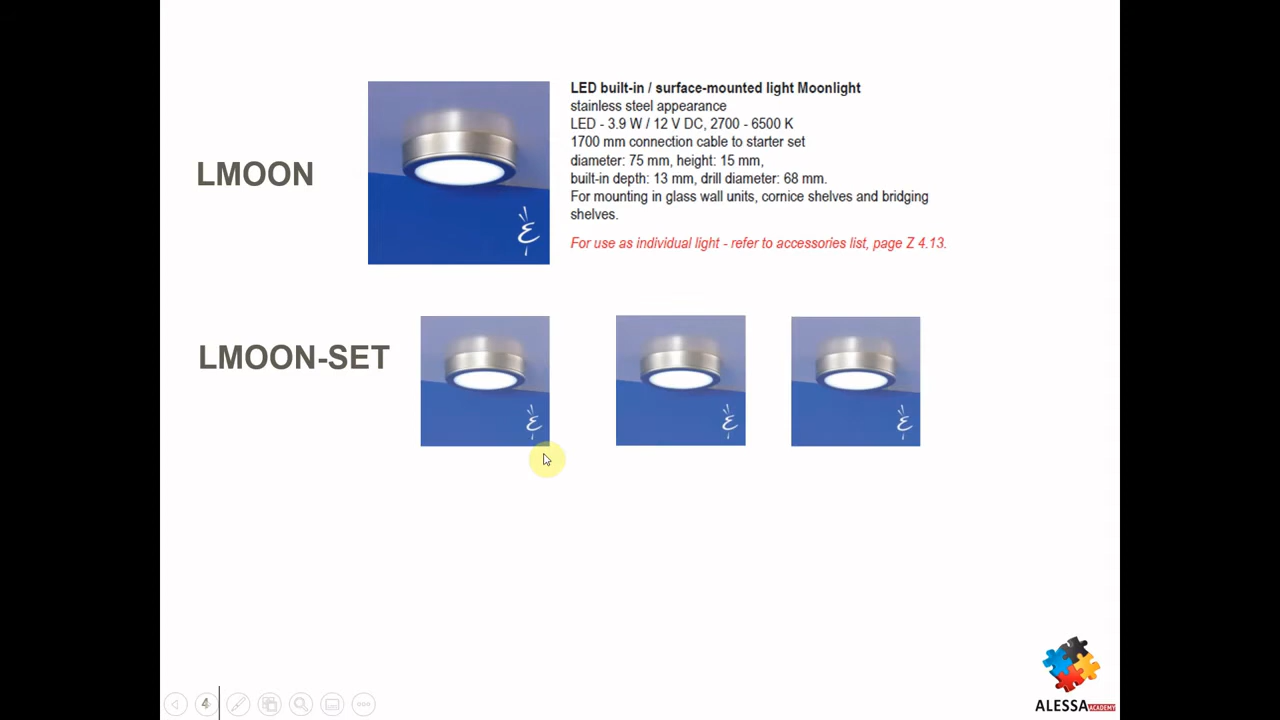 LED built-in / surface-mounted light Moonlight
stainless steel appearance
LED - 3.9 W / 12 V DC, 2700 - 6500 K
1700 mm connection cable to starter set
diameter: 75 mm, height: 15 mm,
built-in depth: 13 mm, drill diameter: 68 mm.
For mounting in glass wall units, cornice shelves and bridging
shelves.
For use as individual light - refer to accessories list, page Z 4.13.
LMOON
LMOON-SET
4
ALESSA ACADEMY